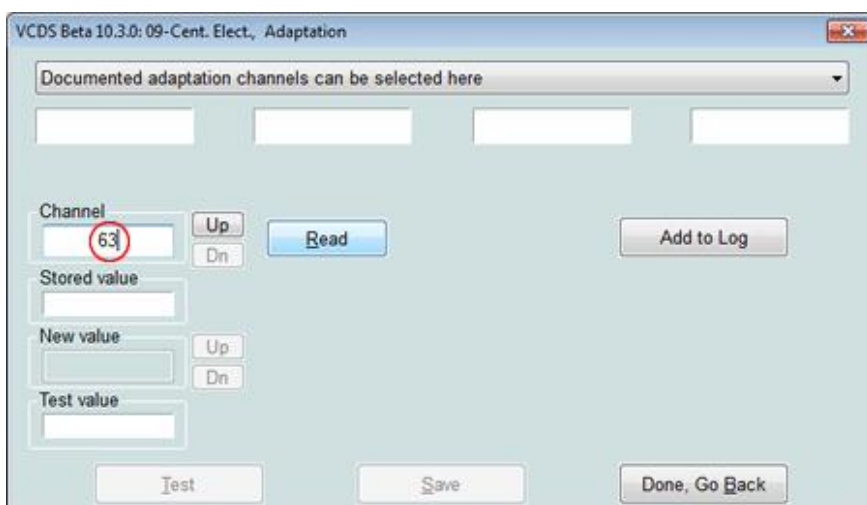 VCDS Beta 10.3.0: 09-Cent. Elect., Adaptation
Documented adaptation channels can be selected here
Channel
63
Up
Dn
Read
Add to Log
Stored value
New value
Up
Dn
Test value
Test
Save
Done, Go Back